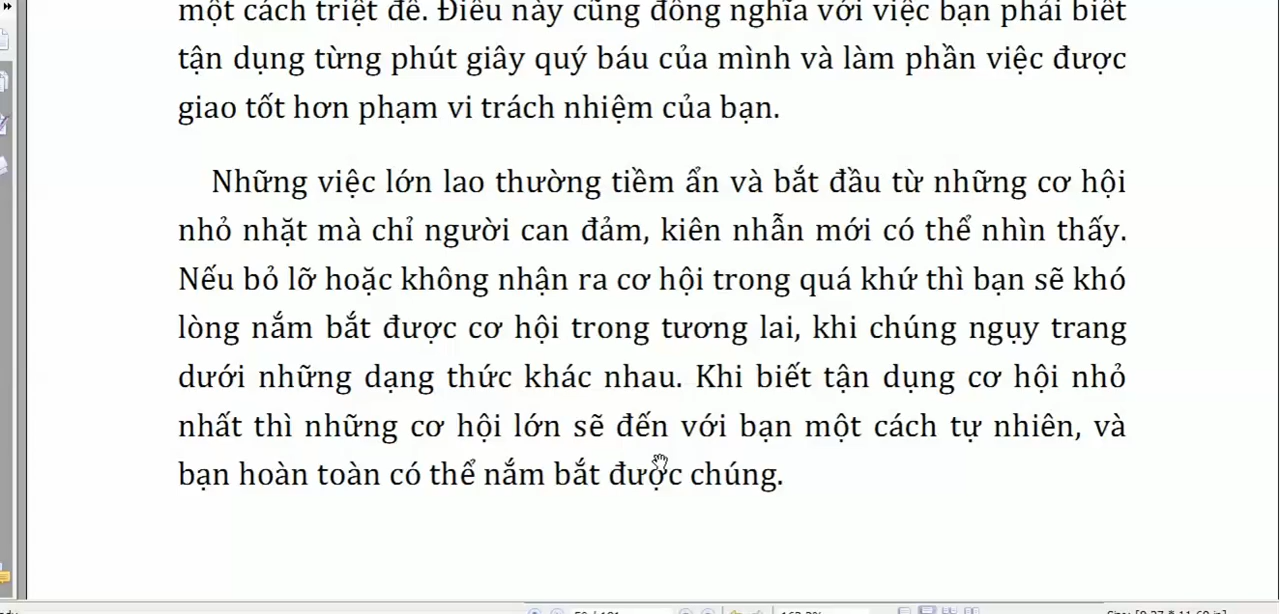 một cách triệt để. Điều này cũng đồng nghĩa với việc bạn phải biết
tận dụng từng phút giây quý báu của mình và làm phần việc được
giao tốt hơn phạm vi trách nhiệm của bạn.
Những việc lớn lao thường tiềm ẩn và bắt đầu từ những cơ hội
nhỏ nhặt mà chỉ người can đảm, kiên nhẫn mới có thể nhìn thấy.
Nếu bỏ lỡ hoặc không nhận ra cơ hội trong quá khứ thì bạn sẽ khó
lòng nắm bắt được cơ hội trong tương lai, khi chúng ngụy trang
dưới những dạng thức khác nhau. Khi biết tận dụng cơ hội nhỏ
nhất thì những cơ hội lớn sẽ đến với bạn một cách tự nhiên, và
bạn hoàn toàn có thể nắm bắt được chúng.